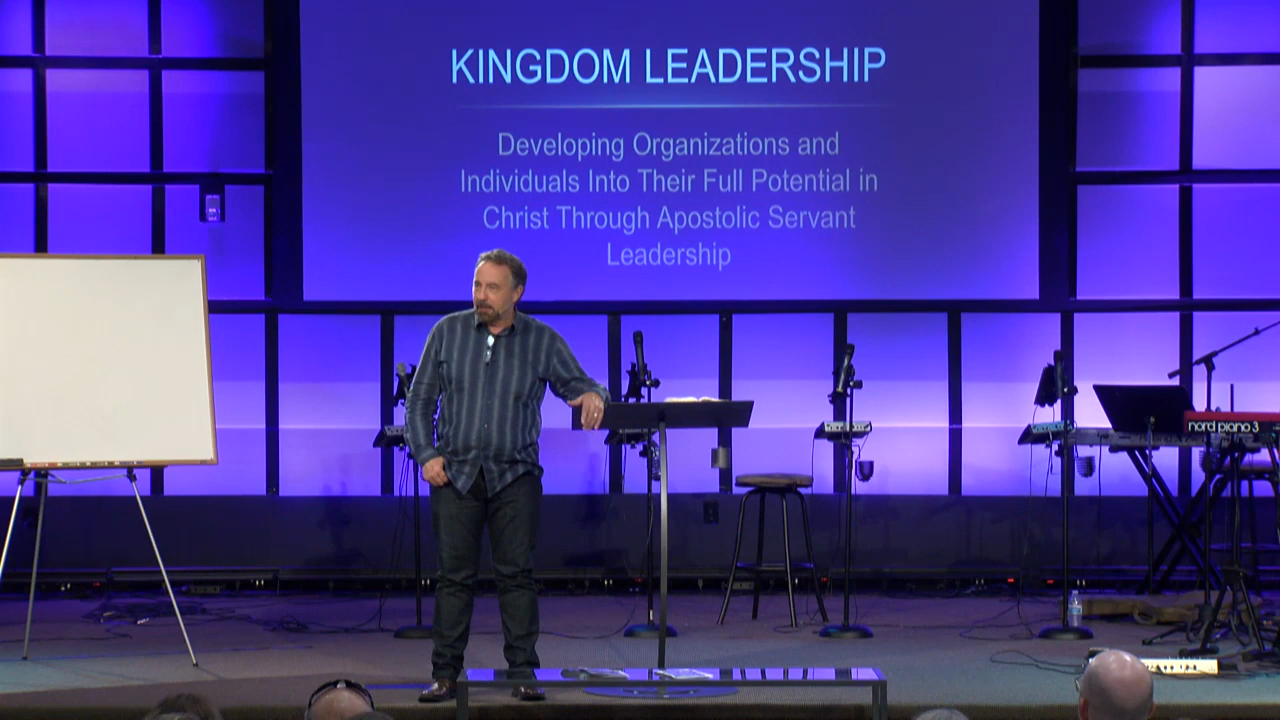 KINGDOM LEADERSHIP
Developing Organizations and
Individuals Into Their Full Potential in
Christ Through Apostolic Servant
Leadership
nord piano 3